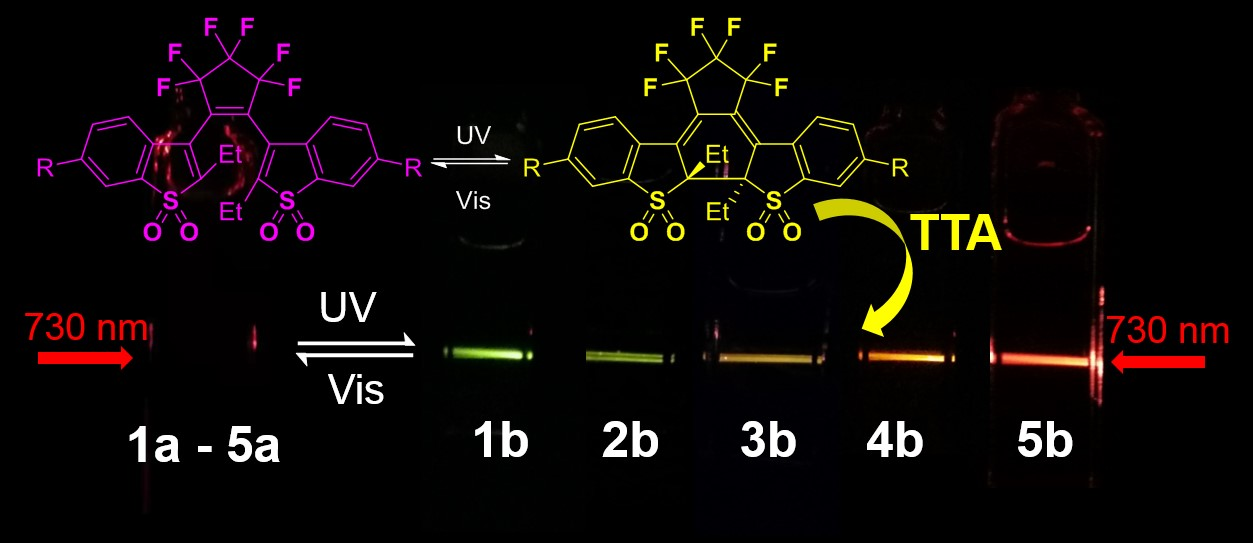 F F F F
F F F F
F F F F
R Et R
S S
O O Et O O
UV
Vis
R Et R
S S
O O Et O O
TTA
730 nm
UV
Vis
730 nm
1a - 5a
1b
2b
3b
4b
5b